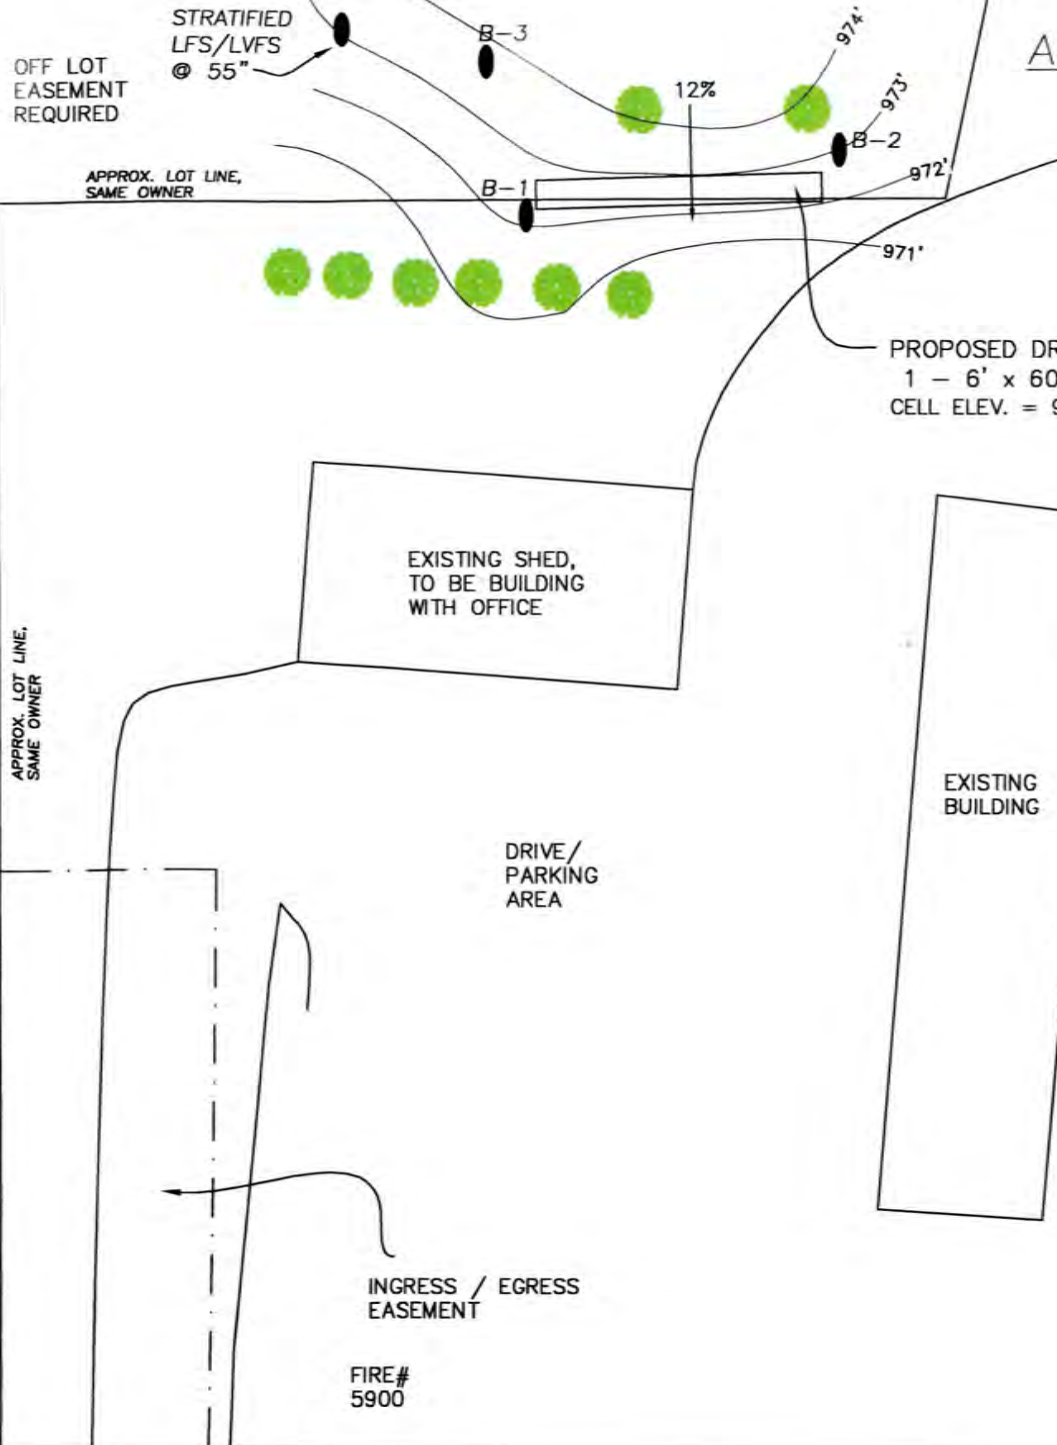 STRATIFIED
LFS/LVFS
@ 55"
OFF LOT
EASEMENT
REQUIRED
B-3
974'
A
12%
973'
B-2
APPROX. LOT LINE,
SAME OWNER
B-1
972'
971'
PROPOSED DR
1 - 6' x 60
CELL ELEV. = 9
EXISTING SHED,
TO BE BUILDING
WITH OFFICE
APPROX. LOT LINE,
SAME OWNER
EXISTING
BUILDING
DRIVE/
PARKING
AREA
INGRESS / EGRESS
EASEMENT
FIRE#
5900